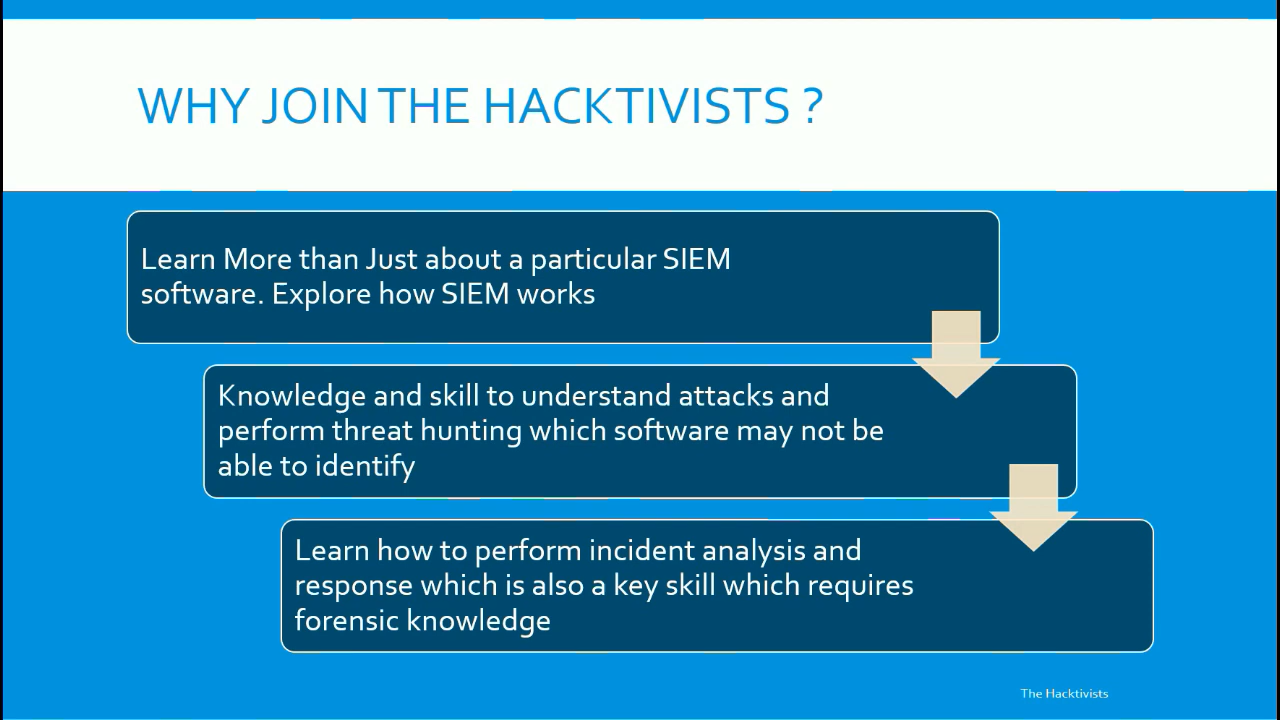 WHY JOIN THE HACKTIVISTS ?
Learn More than Just about a particular SIEM
software. Explore how SIEM works
Knowledge and skill to understand attacks and
perform threat hunting which software may not be
able to identify
Learn how to perform incident analysis and
response which is also a key skill which requires
forensic knowledge
The Hacktivists